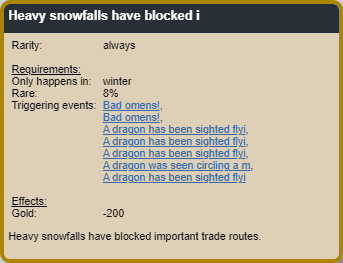 Heavy snowfalls have blocked i
Rarity: always
Requirements:
Only happens in: winter
Rare: 8%
Triggering events: Bad omens!,
Bad omens!,
A dragon has been sighted flyi,
A dragon has been sighted flyi,
A dragon has been sighted flyi,
A dragon was seen circling a m,
A dragon has been sighted flyi
Effects:
Gold: -200
Heavy snowfalls have blocked important trade routes.